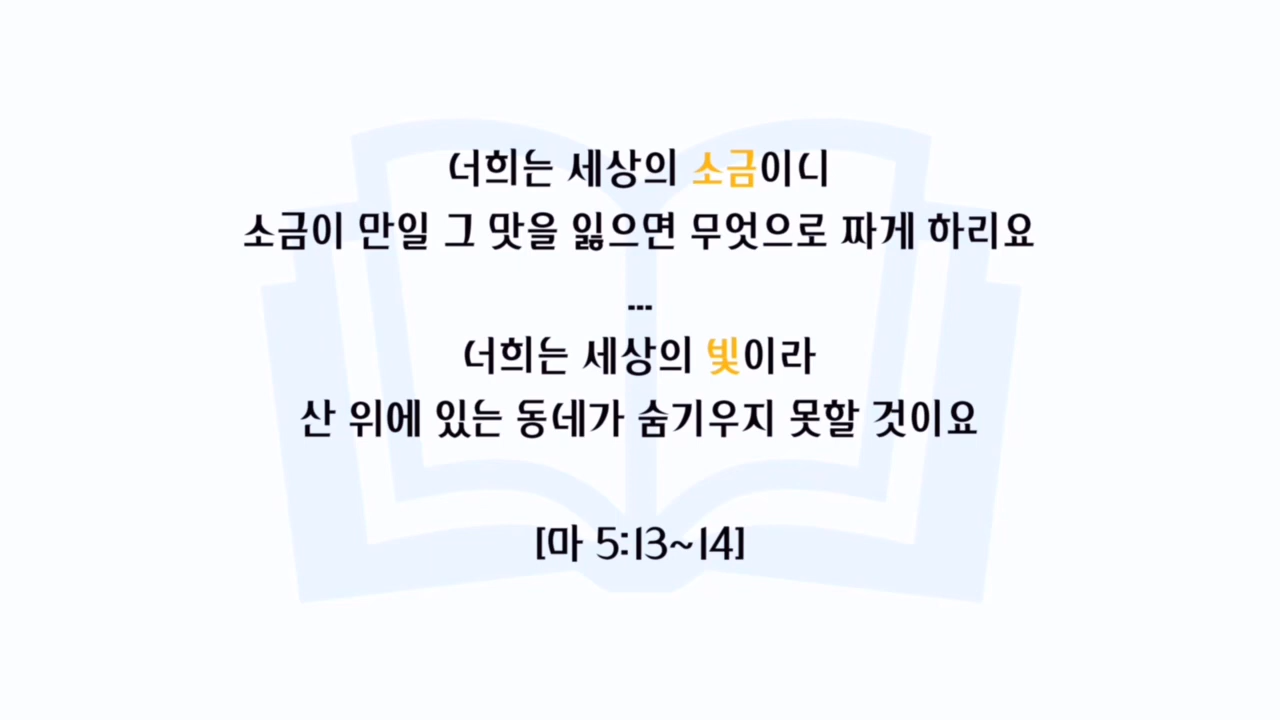 너희는 세상의 소금이니
소금이 만일 그 맛을 잃으면 무엇으로 짜게 하리요
...
너희는 세상의 빛이라
산 위에 있는 동네가 숨기우지 못할 것이요
[마 5:13~14]